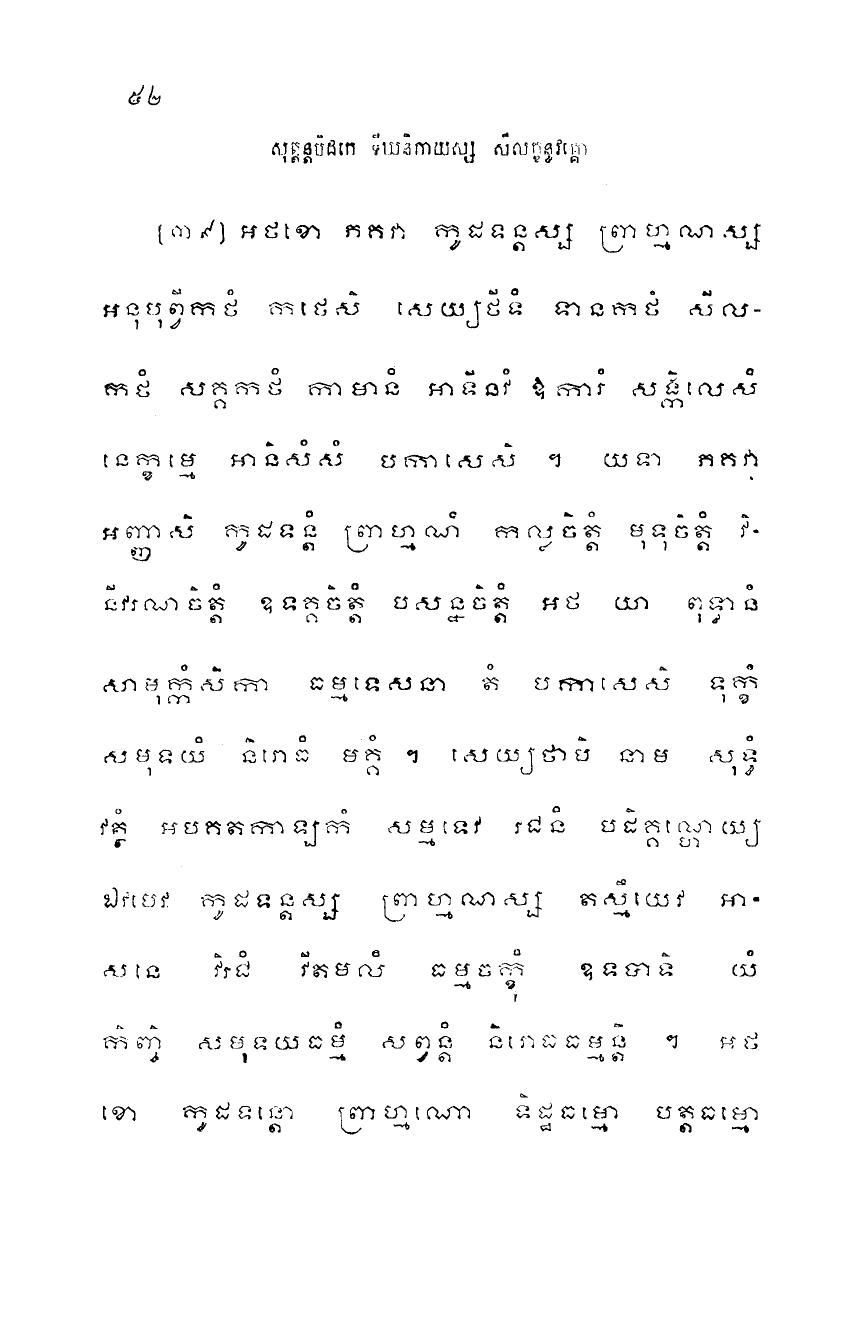 ៥២
សុត្តន្តបិដកេ ទីឃនិកាយស្ស សីលក្ខន្ធវគ្គោ
[៣៩] អថខោ ភគវា កូដទន្តស្ស ព្រាហ្មណស្ស
អនុបុព្វីកថំ កថេសិ សេយ្យថីទំ ទានកថំ សីល-
កថំ សគ្គកថំ កាមានំ អាទីនវំ ឱការំ សង្កិលេសំ
នេក្ខម្មេ អានិសំសំ បកាសេសិ ។ យទា ភគវា
អញ្ញាសិ កូដទន្តំ ព្រាហ្មណំ កល្លចិត្តំ មុទុចិត្តំ វិ-
នីវរណចិត្តំ ឧទគ្គចិត្តំ បសន្នចិត្តំ អថ យា ពុទ្ធានំ
សាមុក្កំសិកា ធម្មទេសនា តំ បកាសេសិ ទុក្ខំ
សមុទយំ និរោធំ មគ្គំ ។ សេយ្យថាបិ នាម សុទ្ធំ
វត្ថំ អបគតកាឡកំ សម្មទេវ រជនំ បដិគ្គណ្ហេយ្យ
ឯវមេវ កូដទន្តស្ស ព្រាហ្មណស្ស តស្មឹយេវ អា-
សនេ វិរជំ វីតមលំ ធម្មចក្ខុំ ឧទបាទិ យំ
កិញ្ចិ សមុទយធម្មំ សព្វន្តំ និរោធធម្មន្តិ ។ អថ
ខោ កូដទន្តោ ព្រាហ្មណោ ទិដ្ឋធម្មោ បត្តធម្មោ